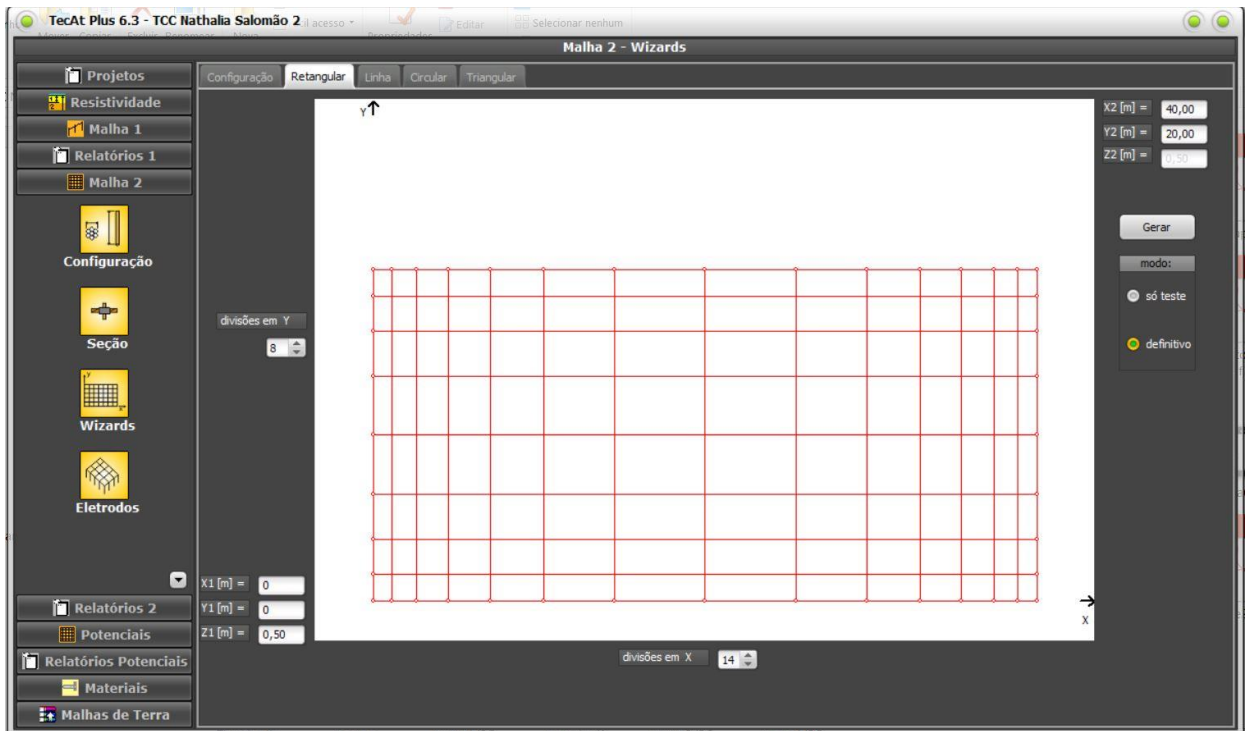 TecAt Plus 6.3 - TCC Nathalia Salomão 2
il acesso
Editar
Selecionar nenhum
Malha 2 - Wizards
Projetos
Resistividade
Malha 1
Relatórios 1
Malha 2
Configuração
Seção
Wizards
Eletrodos
Relatórios 2
Potenciais
Relatórios Potenciais
Materiais
Malhas de Terra
Configuração Retangular Linha Circular Triangular
Y
X2 [m] = 40,00
Y2 [m] = 20,00
Z2 [m] = 0,50
Gerar
modo:
só teste
definitivo
divisões em Y
8
X1 [m] = 0
Y1 [m] = 0
Z1 [m] = 0,50
X
divisões em X 14